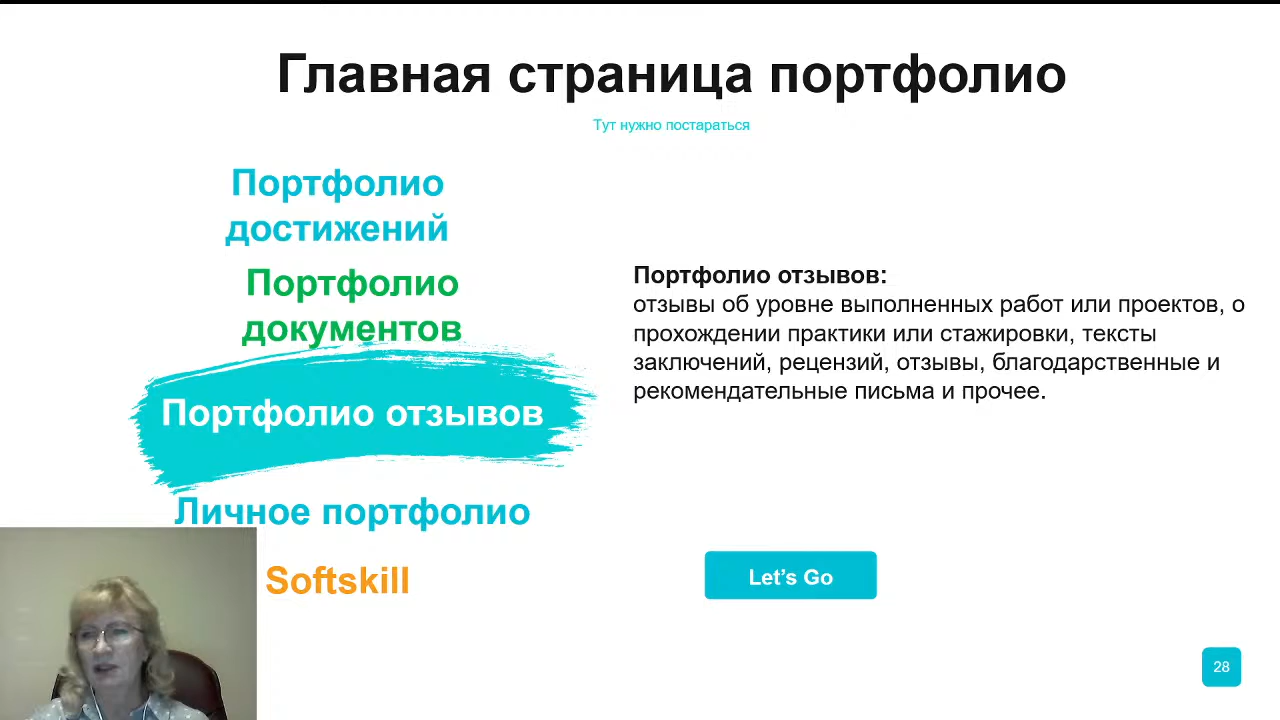 Главная страница портфолио
Тут нужно постараться
Портфолио
достижений
Портфолио
документов
Портфолио отзывов
Личное портфолио
Softskill
Портфолио отзывов:
отзывы об уровне выполненных работ или проектов, о
прохождении практики или стажировки, тексты
заключений, рецензий, отзывы, благодарственные и
рекомендательные письма и прочее.
Let’s Go
28